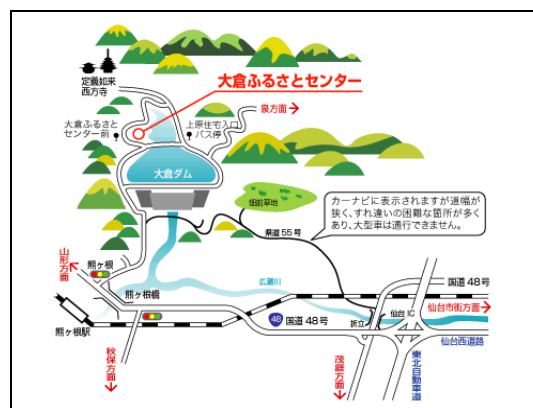 定義如来
西方寺
大倉ふるさとセンター
泉方面
大倉ふるさと
センター前
上原住宅入口
バス停
大倉ダム
畑前草地
カーナビに表示されますが道幅が
狭く、すれ違いの困難な箇所が多く
あり、大型車は通行できません。
県道55号
山形方面
熊ヶ根
広瀬川
国道48号
熊ヶ根橋
仙台市街方面
仙台IC
48
国道48号
折立
熊ヶ根駅
仙台西道路
秋保方面
茂庭方面
東北自動車道